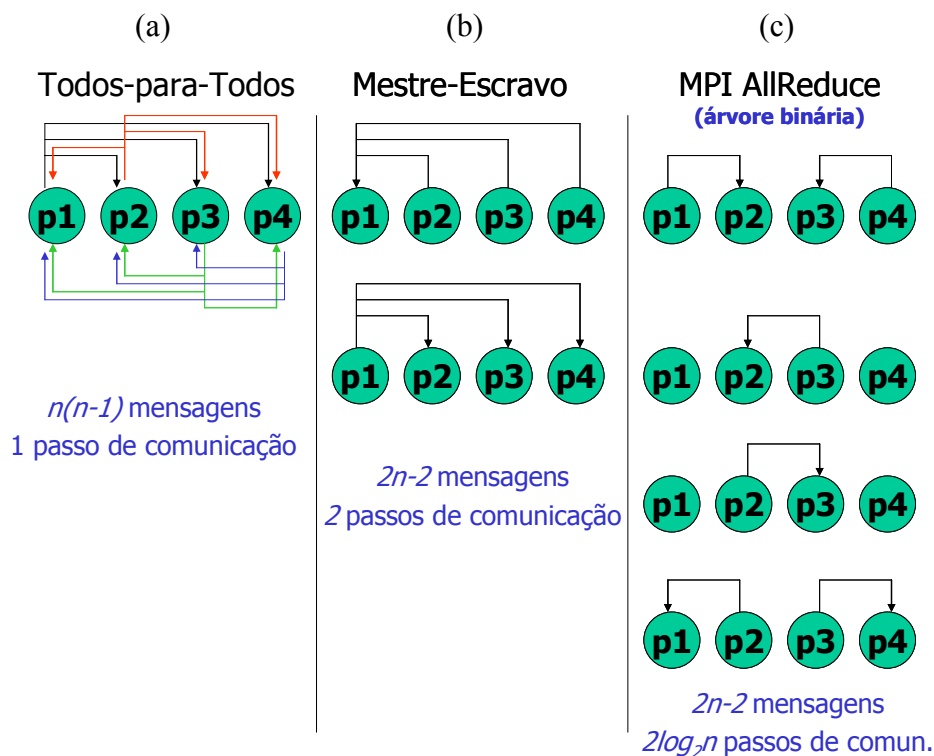 (a)
Todos-para-Todos
p1 p2 p3 p4
n(n-1) mensagens
1 passo de comunicação
(b)
Mestre-Escravo
p1 p2 p3 p4
p1 p2 p3 p4
2n-2 mensagens
2 passos de comunicação
(c)
MPI AllReduce
(árvore binária)
p1 p2 p3 p4
p1 p2 p3 p4
p1 p2 p3 p4
p1 p2 p3 p4
2n-2 mensagens
2log₂n passos de comun.